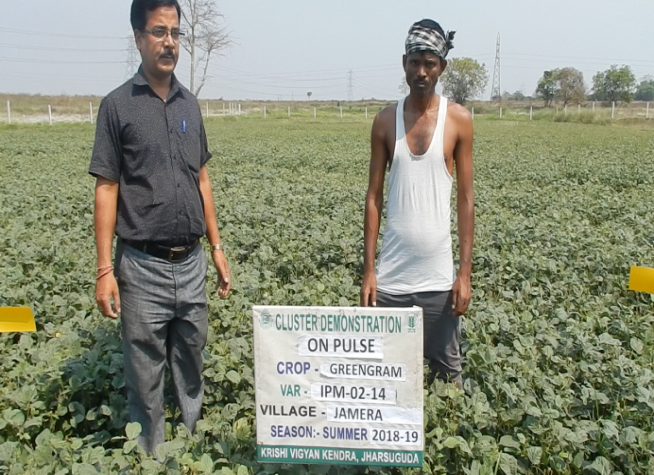 CLUSTER DEMONSTRATION
ON PULSE
CROP - GREENGRAM
VAR - IPM-02-14
VILLAGE - JAMERA
SEASON:- SUMMER 2018-19
KRISHI VIGYAN KENDRA, JHARSUGUDA